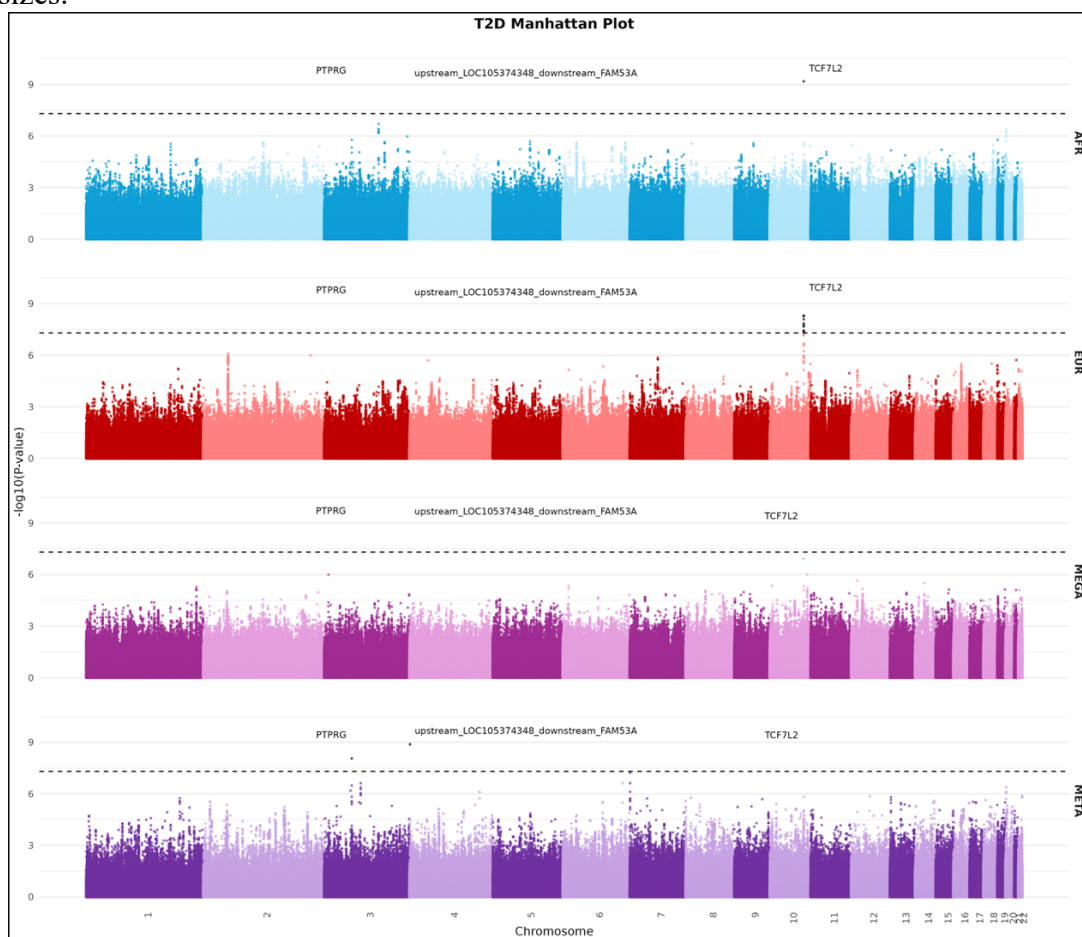 sizes.
T2D Manhattan Plot
PTPRG upstream_LOC105374348_downstream_FAM53A TCF7L2
9
6
3
0
AFR
PTPRG upstream_LOC105374348_downstream_FAM53A TCF7L2
9
6
3
0
EUR
-log10(P-value)
PTPRG upstream_LOC105374348_downstream_FAM53A TCF7L2
9
6
3
0
MEGA
PTPRG upstream_LOC105374348_downstream_FAM53A TCF7L2
9
6
3
0
META
1 2 3 4 5 6 7 8 9 10 11 12 13 14 15 16 17 18 19 20 21 22
Chromosome